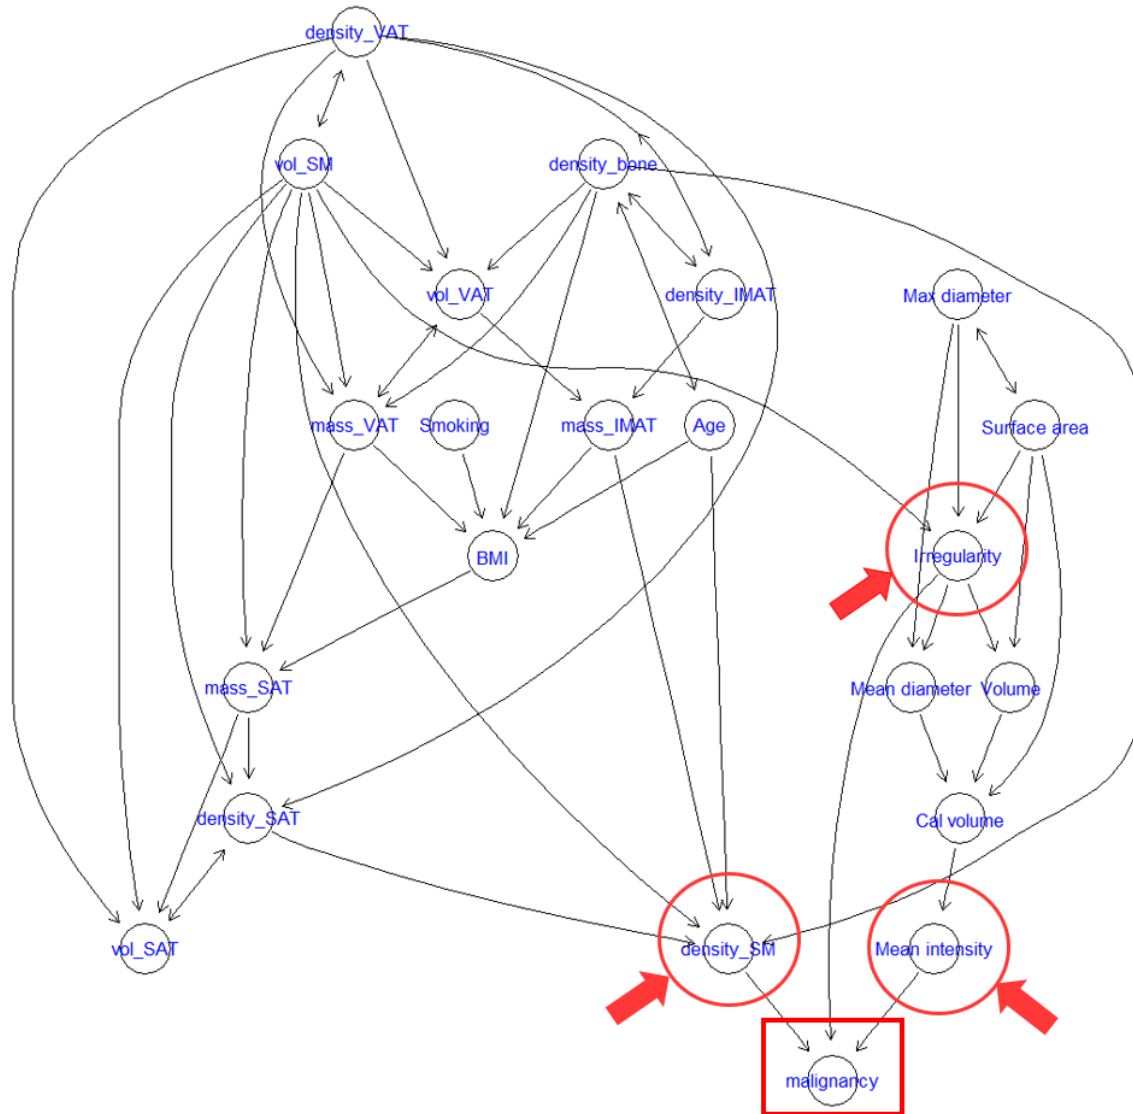 density_VAT
vol_SM
density_bone
vol_VAT
density_IMAT
Max diameter
mass_VAT
Smoking
mass_IMAT
Age
Surface area
BMI
Irregularity
mass_SAT
Mean diameter
Volume
density_SAT
Cal volume
vol_SAT
density_SM
Mean intensity
malignancy